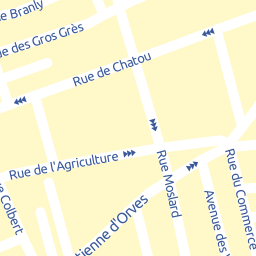 Branly
des Gros Grès
Rue de Chatou
Rue de l'Agriculture
Rue Moslard
Rue du Commerce
Avenue des
Colbert
d'Orves